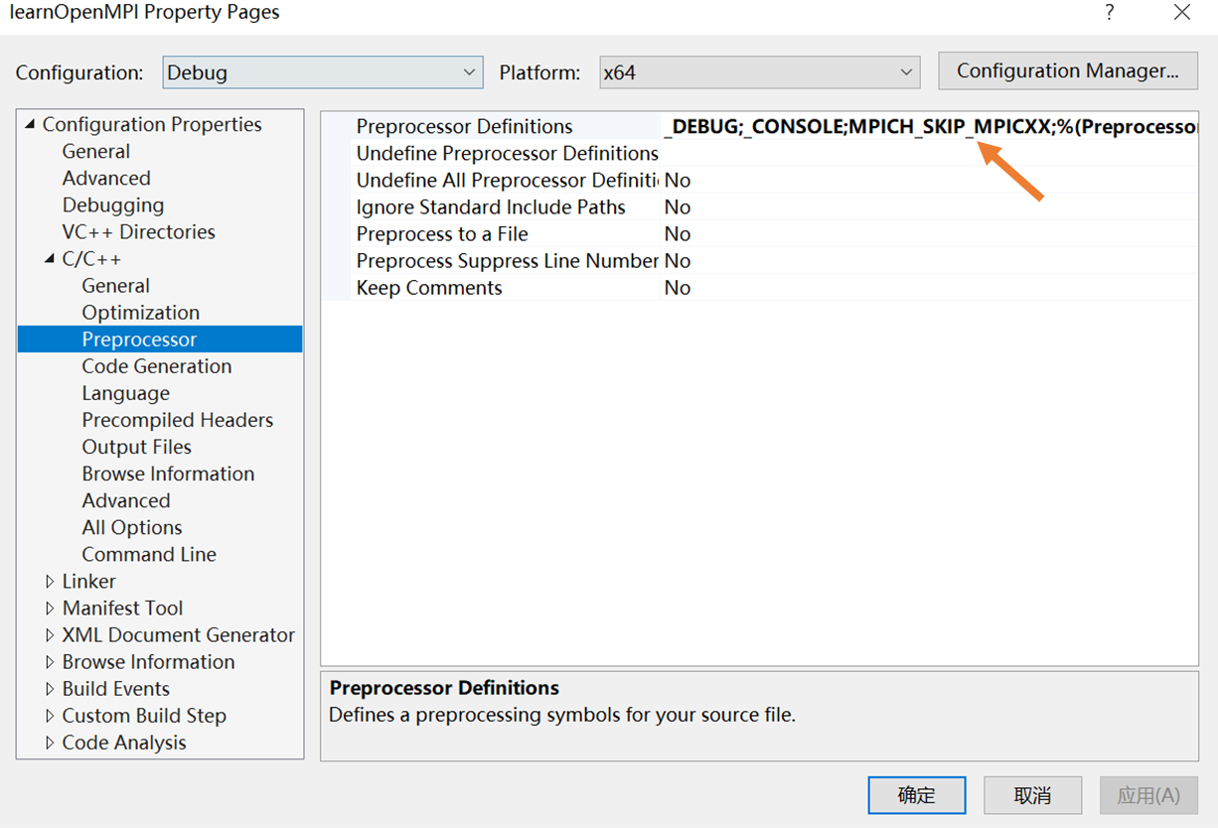 learnOpenMPI Property Pages ?
Configuration: Debug Platform: x64 Configuration Manager...
Configuration Properties
General
Advanced
Debugging
VC++ Directories
C/C++
General
Optimization
Preprocessor
Code Generation
Language
Precompiled Headers
Output Files
Browse Information
Advanced
All Options
Command Line
Linker
Manifest Tool
XML Document Generator
Browse Information
Build Events
Custom Build Step
Code Analysis
Preprocessor Definitions _DEBUG;_CONSOLE;MPICH_SKIP_MPICXX;%(Preprocessor
Undefine Preprocessor Definitions
Undefine All Preprocessor Definiti No
Ignore Standard Include Paths No
Preprocess to a File No
Preprocess Suppress Line Number No
Keep Comments No
Preprocessor Definitions
Defines a preprocessing symbols for your source file.
确定 取消 应用(A)